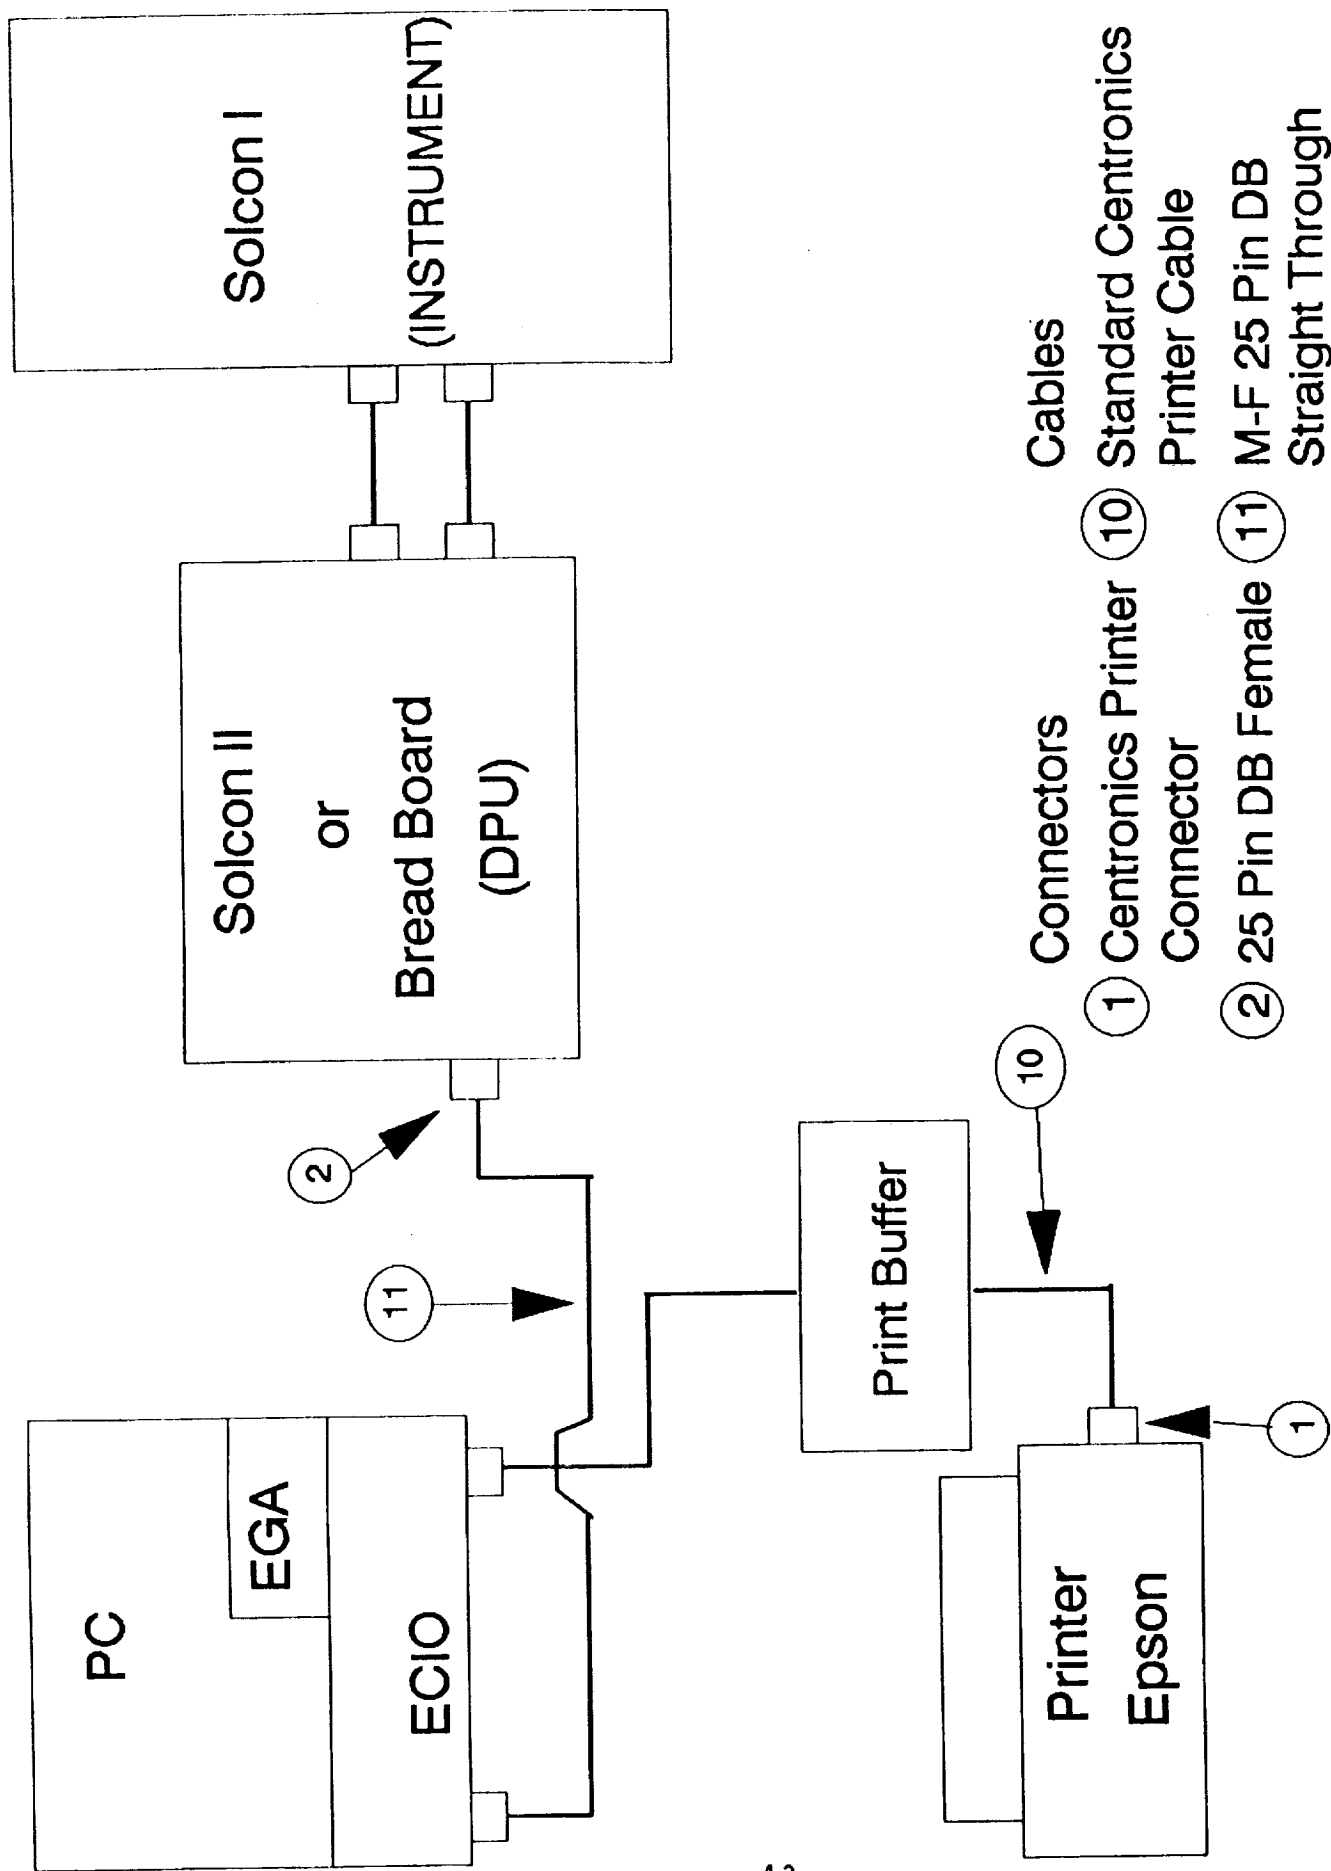 PC
EGA
ECIO
Solcon II
or
Bread Board
(DPU)
Solcon I
(INSTRUMENT)
11
2
Print Buffer
10
Printer
Epson
1
Connectors
1 Centronics Printer
Connector
2 25 Pin DB Female
Cables
10 Standard Centronics
Printer Cable
11 M-F 25 Pin DB
Straight Through